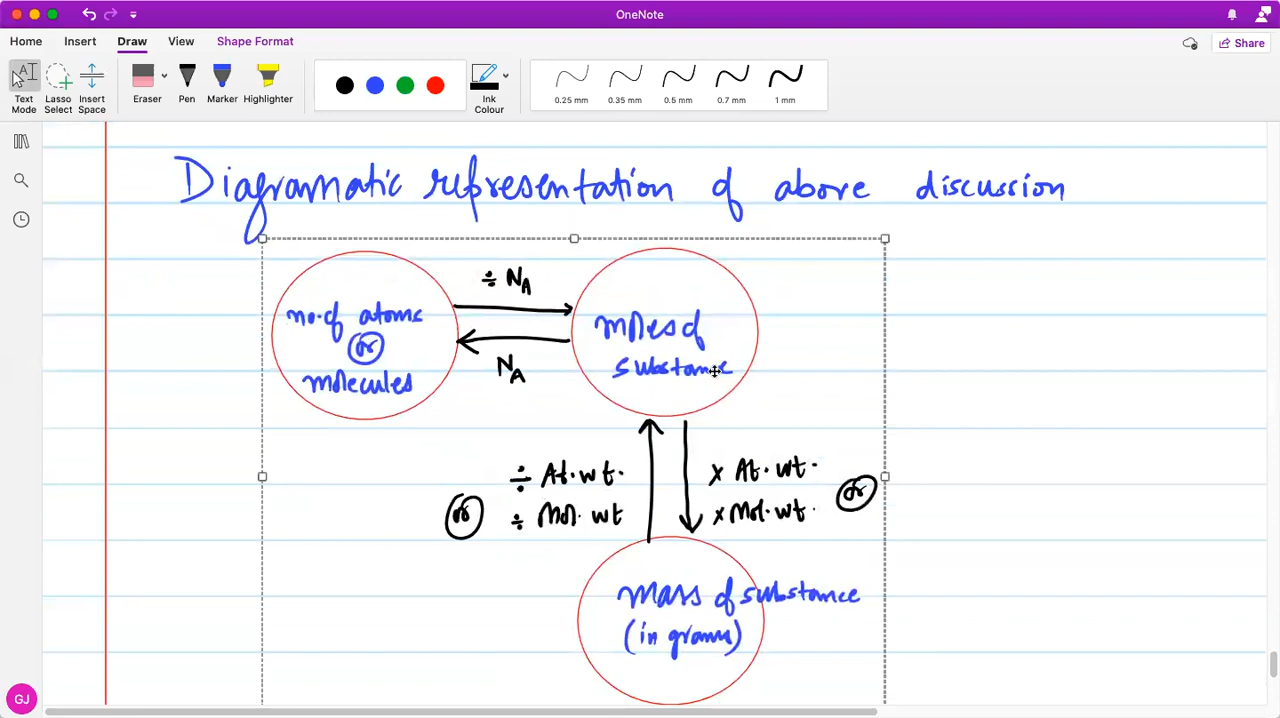 OneNote
Home Insert Draw View Shape Format
Share
Text Mode
Lasso Select
Insert Space
Eraser
Pen
Marker
Highlighter
Ink Colour
0.25 mm
0.35 mm
0.5 mm
0.7 mm
1 mm
Diagramatic representation of above discussion
no. of atoms
or
molecules
÷ NA
NA
moles of
substance
÷ At. wt.
or
÷ Mol. wt
x At. wt.
or
x Mol. wt.
mass of substance
(in grams)
GJ